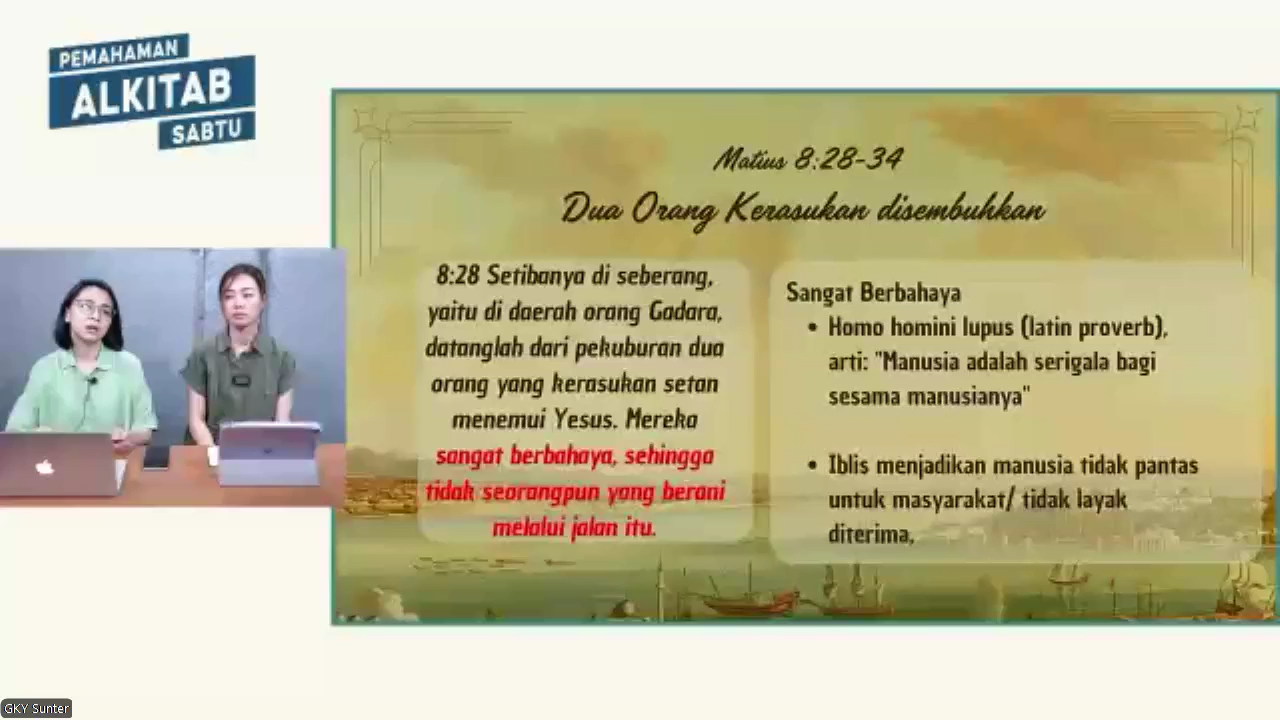 PEMAHAMAN
ALKITAB
SABTU
Matius 8:28-34
Dua Orang Kerasukan disembuhkan
8:28 Setibanya di seberang,
yaitu di daerah orang Gadara,
datanglah dari pekuburan dua
orang yang kerasukan setan
menemui Yesus. Mereka
sangat berbahaya, sehingga
tidak seorangpun yang berani
melalui jalan itu.
Sangat Berbahaya
• Homo homini lupus (latin proverb),
arti: "Manusia adalah serigala bagi
sesama manusianya"
• Iblis menjadikan manusia tidak pantas
untuk masyarakat/ tidak layak
diterima,
GKY Sunter